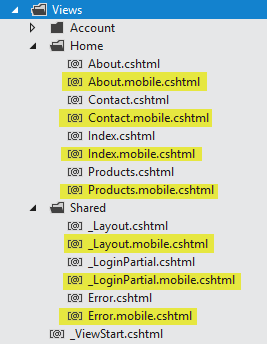 Views
Account
Home
About.cshtml
About.mobile.cshtml
Contact.cshtml
Contact.mobile.cshtml
Index.cshtml
Index.mobile.cshtml
Products.cshtml
Products.mobile.cshtml
Shared
_Layout.cshtml
_Layout.mobile.cshtml
_LoginPartial.cshtml
_LoginPartial.mobile.cshtml
Error.cshtml
Error.mobile.cshtml
_ViewStart.cshtml